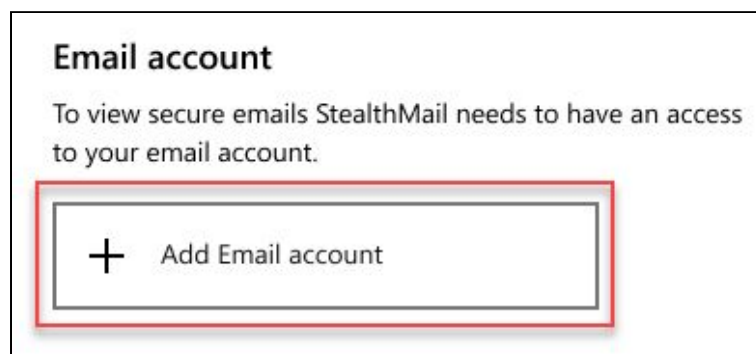 Email account
To view secure emails StealthMail needs to have an access
to your email account.
Add Email account